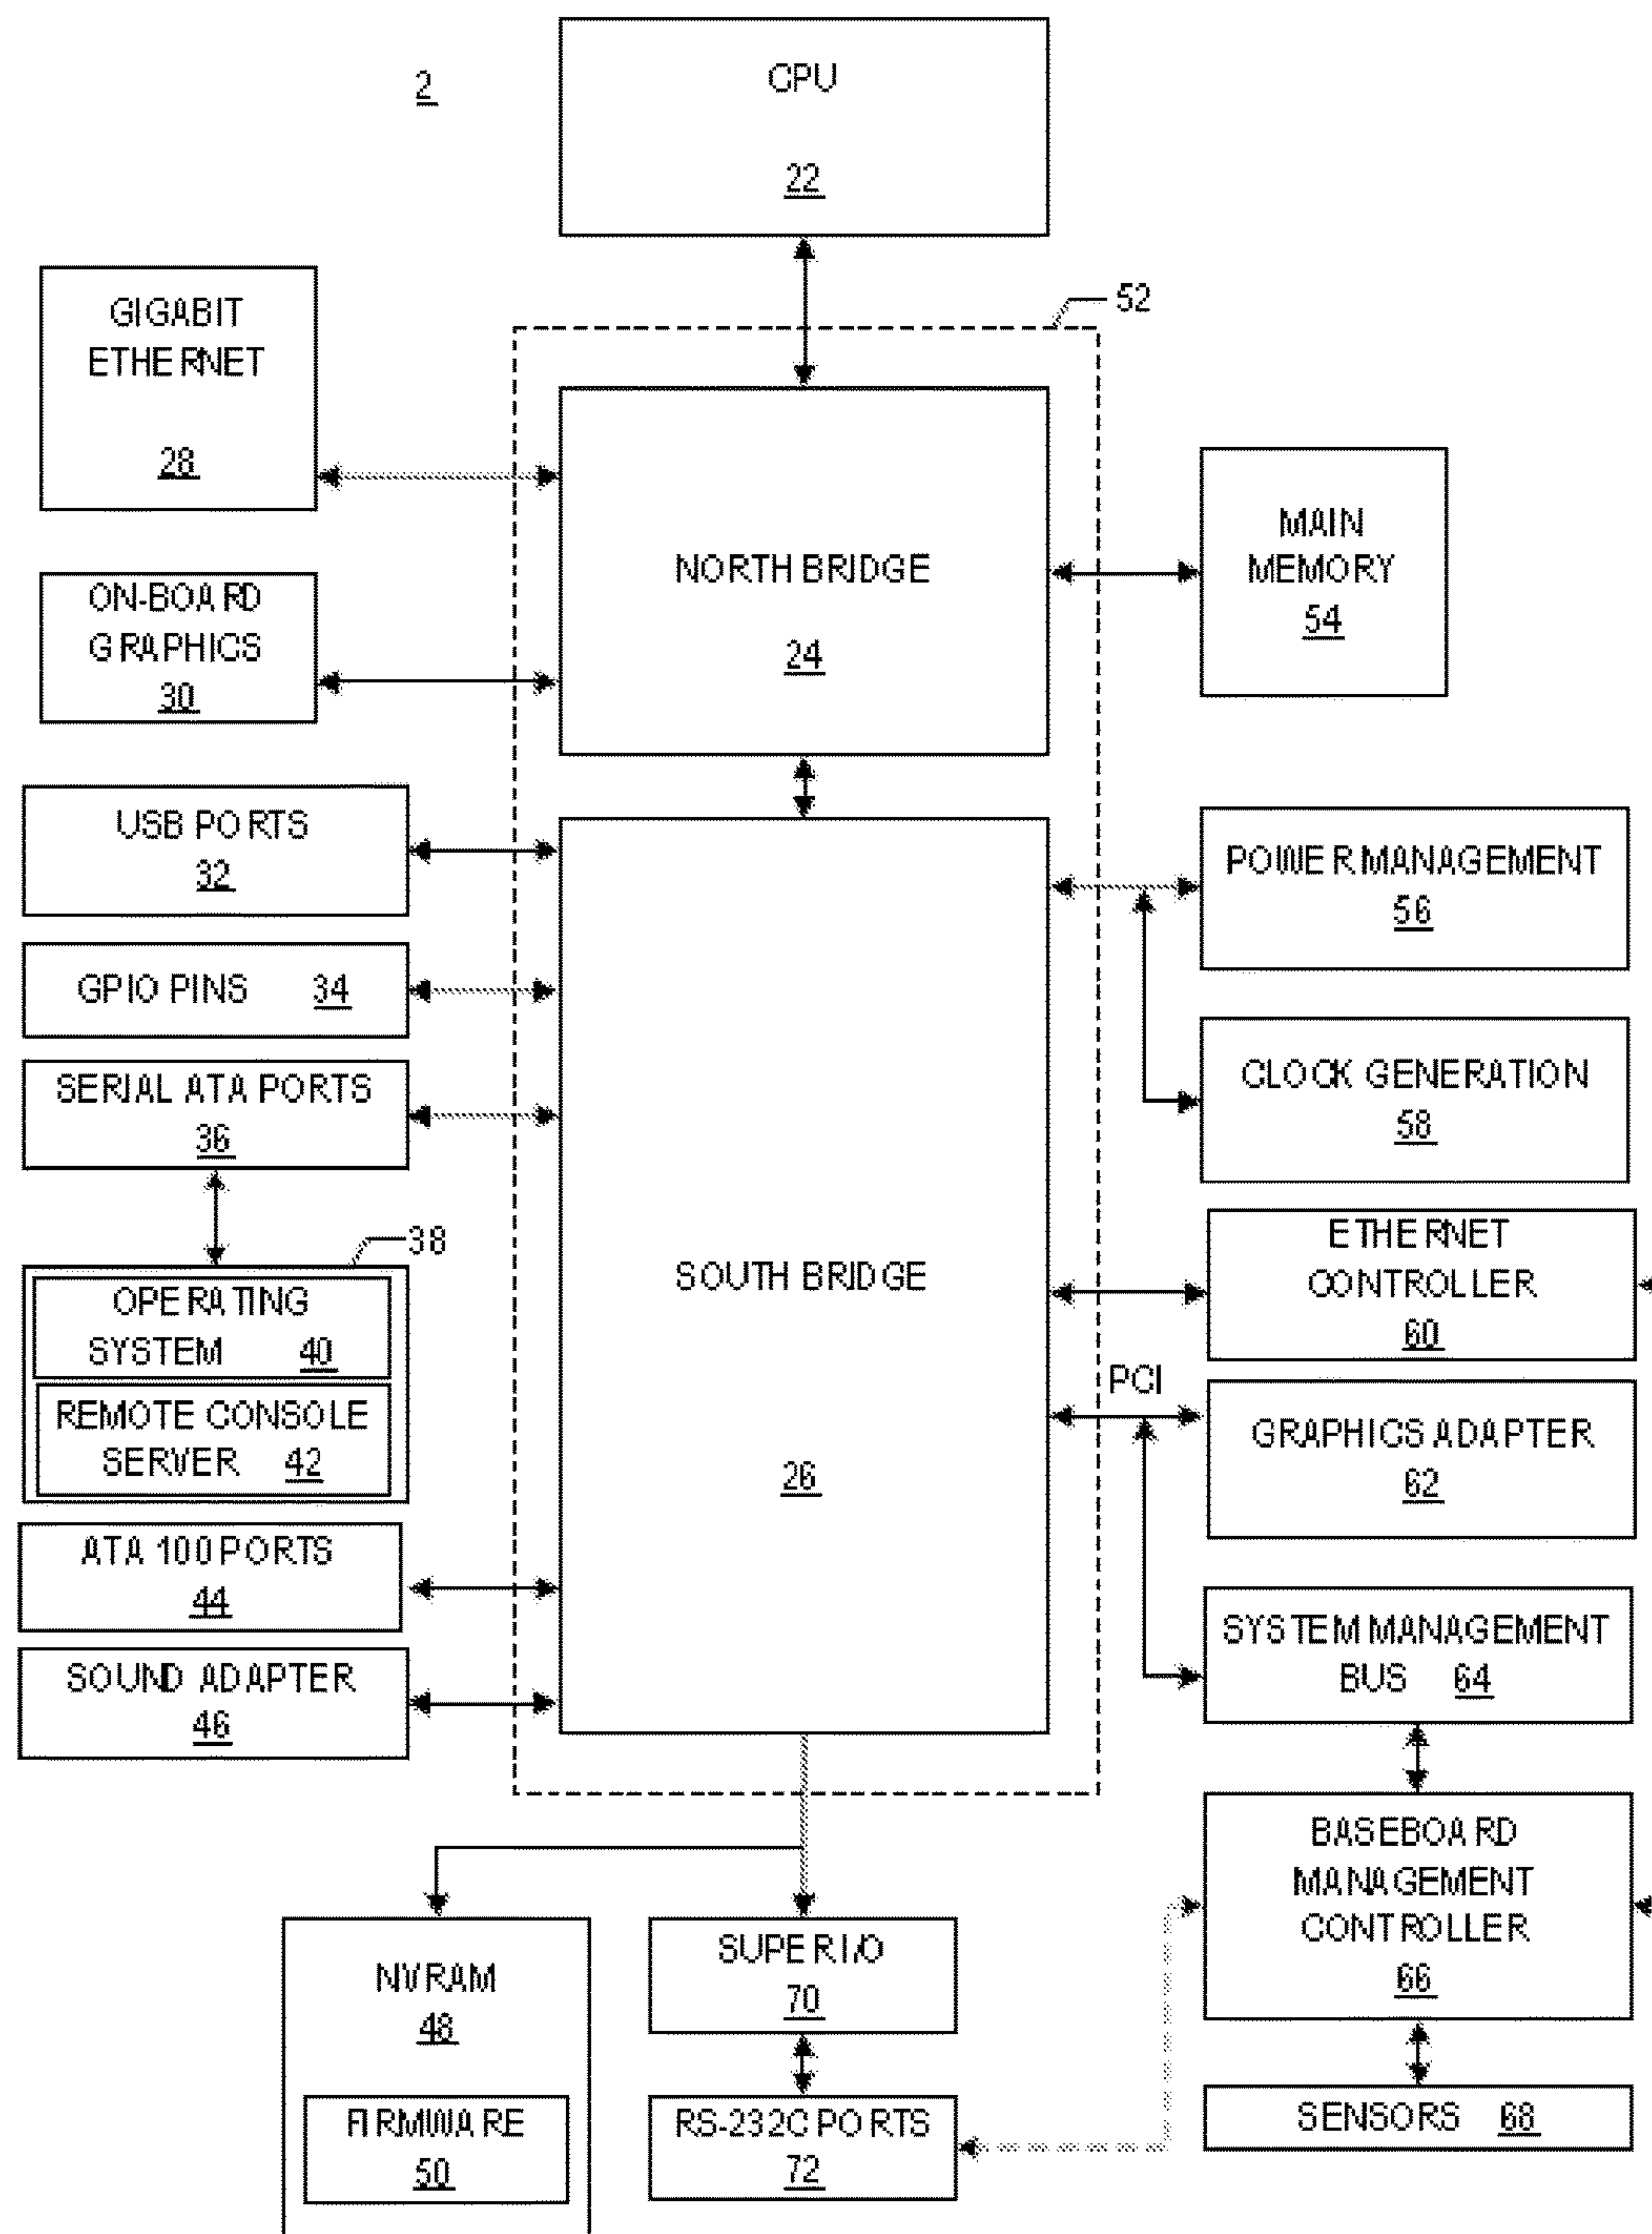 2
CPU
22
52
GIGABIT
ETHERNET
28
NORTH BRIDGE
24
MAIN
MEMORY
54
ON-BOARD
GRAPHICS
30
USB PORTS
32
POWER MANAGEMENT
56
GPIO PINS 34
SERIAL ATA PORTS
36
CLOCK GENERATION
58
38
OPERATING
SYSTEM 40
REMOTE CONSOLE
SERVER 42
SOUTH BRIDGE
26
ETHERNET
CONTROLLER
60
PCI
GRAPHICS ADAPTER
62
ATA 100 PORTS
44
SOUND ADAPTER
46
SYSTEM MANAGEMENT
BUS 64
BASEBOARD
MANAGEMENT
CONTROLLER
66
NVRAM
48
FIRMWARE
50
SUPER I/O
70
RS-232C PORTS
72
SENSORS 68